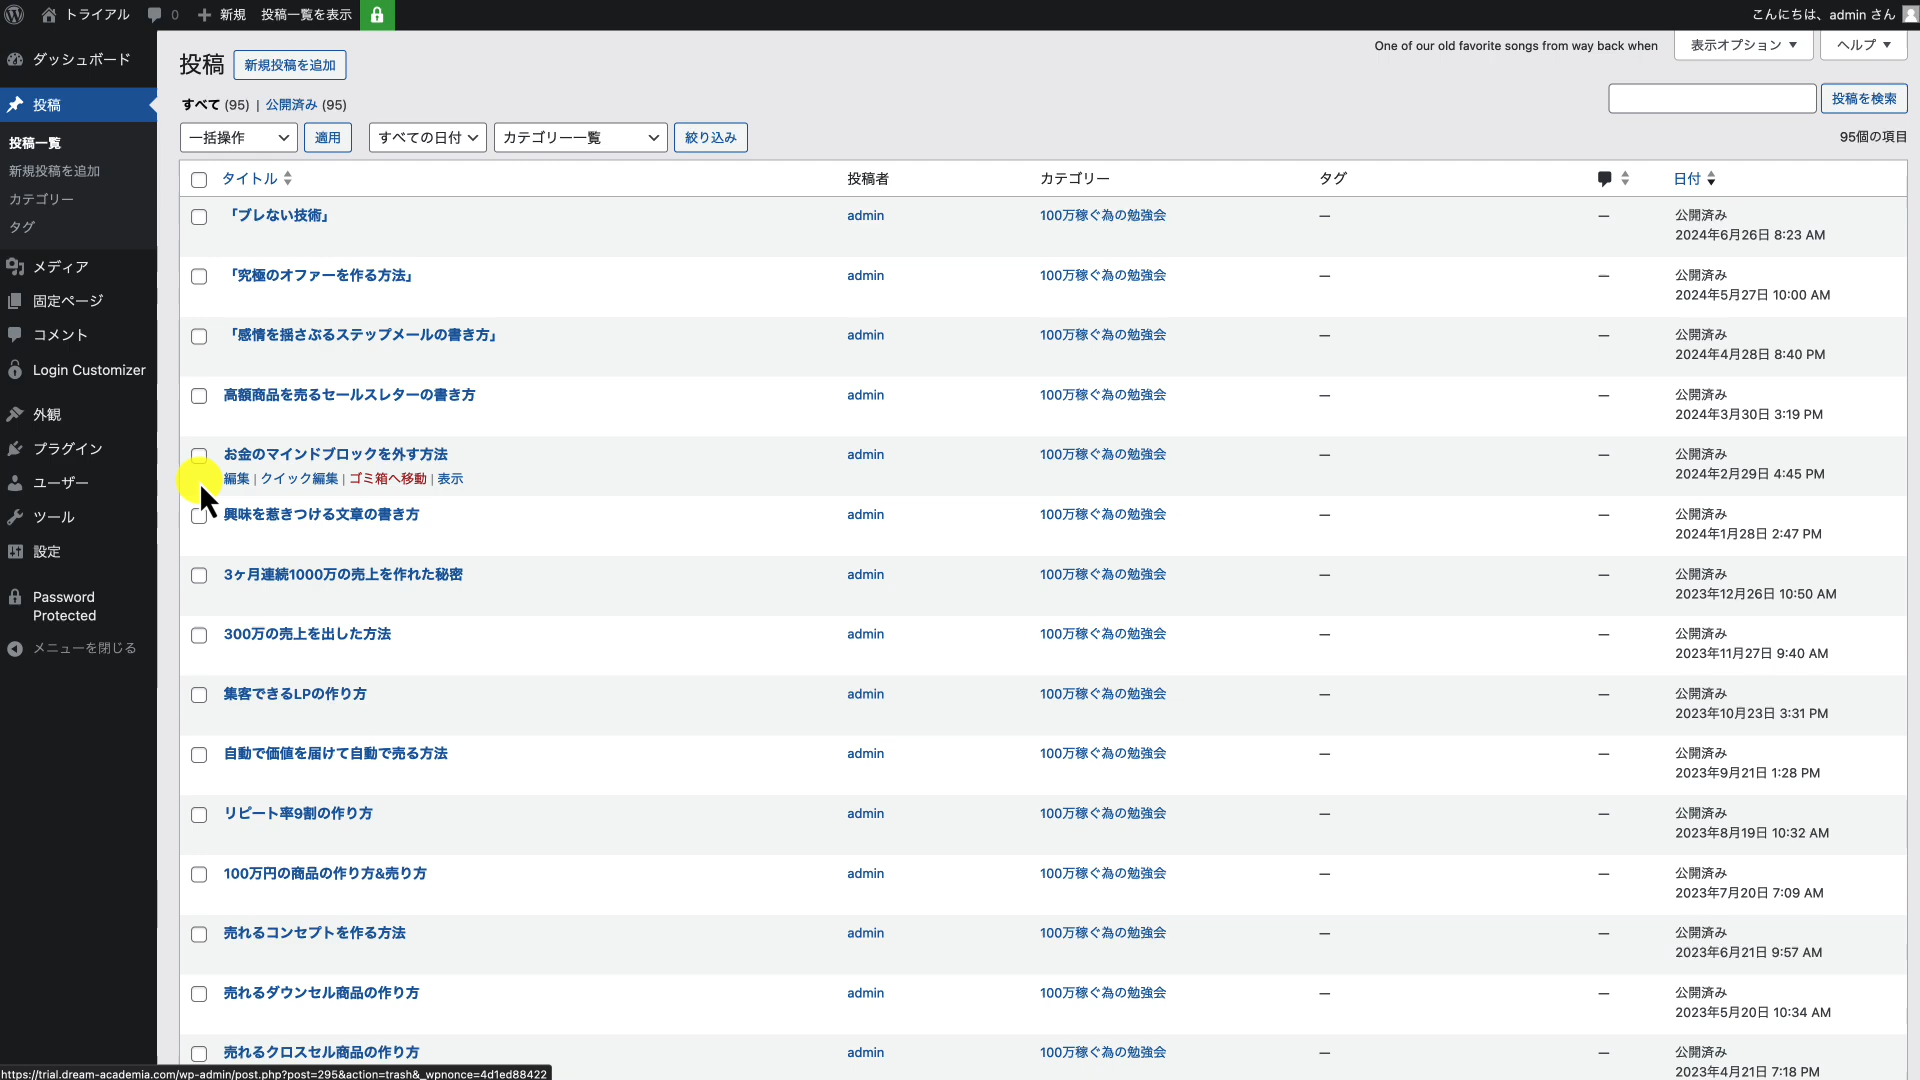 トライアル 0 新規 投稿一覧を表示 こんにちは、admin さん
ダッシュボード
投稿
投稿一覧
新規投稿を追加
カテゴリー
タグ
メディア
固定ページ
コメント
Login Customizer
外観
プラグイン
ユーザー
ツール
設定
Password
Protected
メニューを閉じる
One of our old favorite songs from way back when 表示オプション ヘルプ
投稿 新規投稿を追加
すべて (95) | 公開済み (95)
投稿を検索
一括操作 適用 すべての日付 カテゴリー一覧 絞り込み 95個の項目
タイトル 投稿者 カテゴリー タグ 日付
「ブレない技術」 admin 100万稼ぐ為の勉強会 — — 公開済み
2024年6月26日 8:23 AM
「究極のオファーを作る方法」 admin 100万稼ぐ為の勉強会 — — 公開済み
2024年5月27日 10:00 AM
「感情を揺さぶるステップメールの書き方」 admin 100万稼ぐ為の勉強会 — — 公開済み
2024年4月28日 8:40 PM
高額商品を売るセールスレターの書き方 admin 100万稼ぐ為の勉強会 — — 公開済み
2024年3月30日 3:19 PM
お金のマインドブロックを外す方法 admin 100万稼ぐ為の勉強会 — — 公開済み
編集 | クイック編集 | ゴミ箱へ移動 | 表示 2024年2月29日 4:45 PM
興味を惹きつける文章の書き方 admin 100万稼ぐ為の勉強会 — — 公開済み
2024年1月28日 2:47 PM
3ヶ月連続1000万の売上を作れた秘密 admin 100万稼ぐ為の勉強会 — — 公開済み
2023年12月26日 10:50 AM
300万の売上を出した方法 admin 100万稼ぐ為の勉強会 — — 公開済み
2023年11月27日 9:40 AM
集客できるLPの作り方 admin 100万稼ぐ為の勉強会 — — 公開済み
2023年10月23日 3:31 PM
自動で価値を届けて自動で売る方法 admin 100万稼ぐ為の勉強会 — — 公開済み
2023年9月21日 1:28 PM
リピート率9割の作り方 admin 100万稼ぐ為の勉強会 — — 公開済み
2023年8月19日 10:32 AM
100万円の商品の作り方&売り方 admin 100万稼ぐ為の勉強会 — — 公開済み
2023年7月20日 7:09 AM
売れるコンセプトを作る方法 admin 100万稼ぐ為の勉強会 — — 公開済み
2023年6月21日 9:57 AM
売れるダウンセル商品の作り方 admin 100万稼ぐ為の勉強会 — — 公開済み
2023年5月20日 10:34 AM
売れるクロスセル商品の作り方 admin 100万稼ぐ為の勉強会 — — 公開済み
2023年4月21日 7:18 PM
https://trial.dream-academia.com/wp-admin/post.php?post=295&action=trash&_wpnonce=4d1ed88422